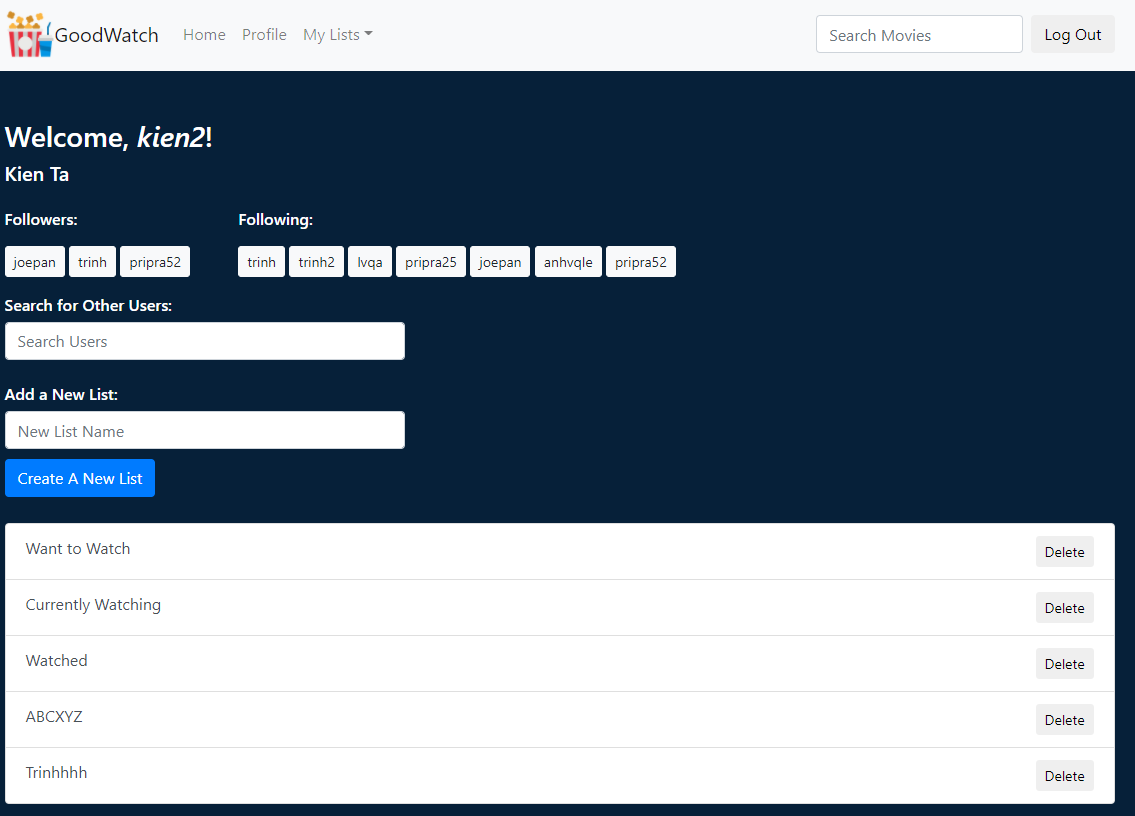 GoodWatch Home Profile My Lists Search Movies Log Out
Welcome, kien2!
Kien Ta
Followers: Following:
joepan trinh pripra52 trinh trinh2 lvqa pripra25 joepan anhvqle pripra52
Search for Other Users:
Search Users
Add a New List:
New List Name
Create A New List
Want to Watch Delete
Currently Watching Delete
Watched Delete
ABCXYZ Delete
Trinhhhh Delete